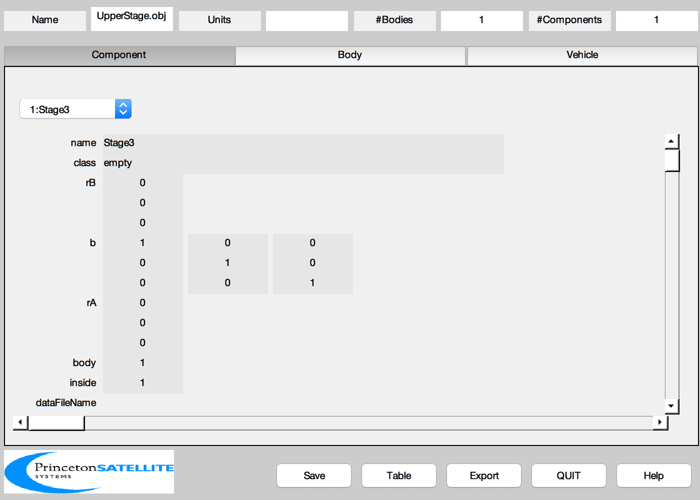 Name UpperStage.obj Units #Bodies 1 #Components 1
Component Body Vehicle
1:Stage3
name Stage3
class empty
rB 0
0
0
b 1 0 0
0 1 0
0 0 1
rA 0
0
0
body 1
inside 1
dataFileName
PrincetonSATELLITE
SYSTEMS
Save Table Export QUIT Help